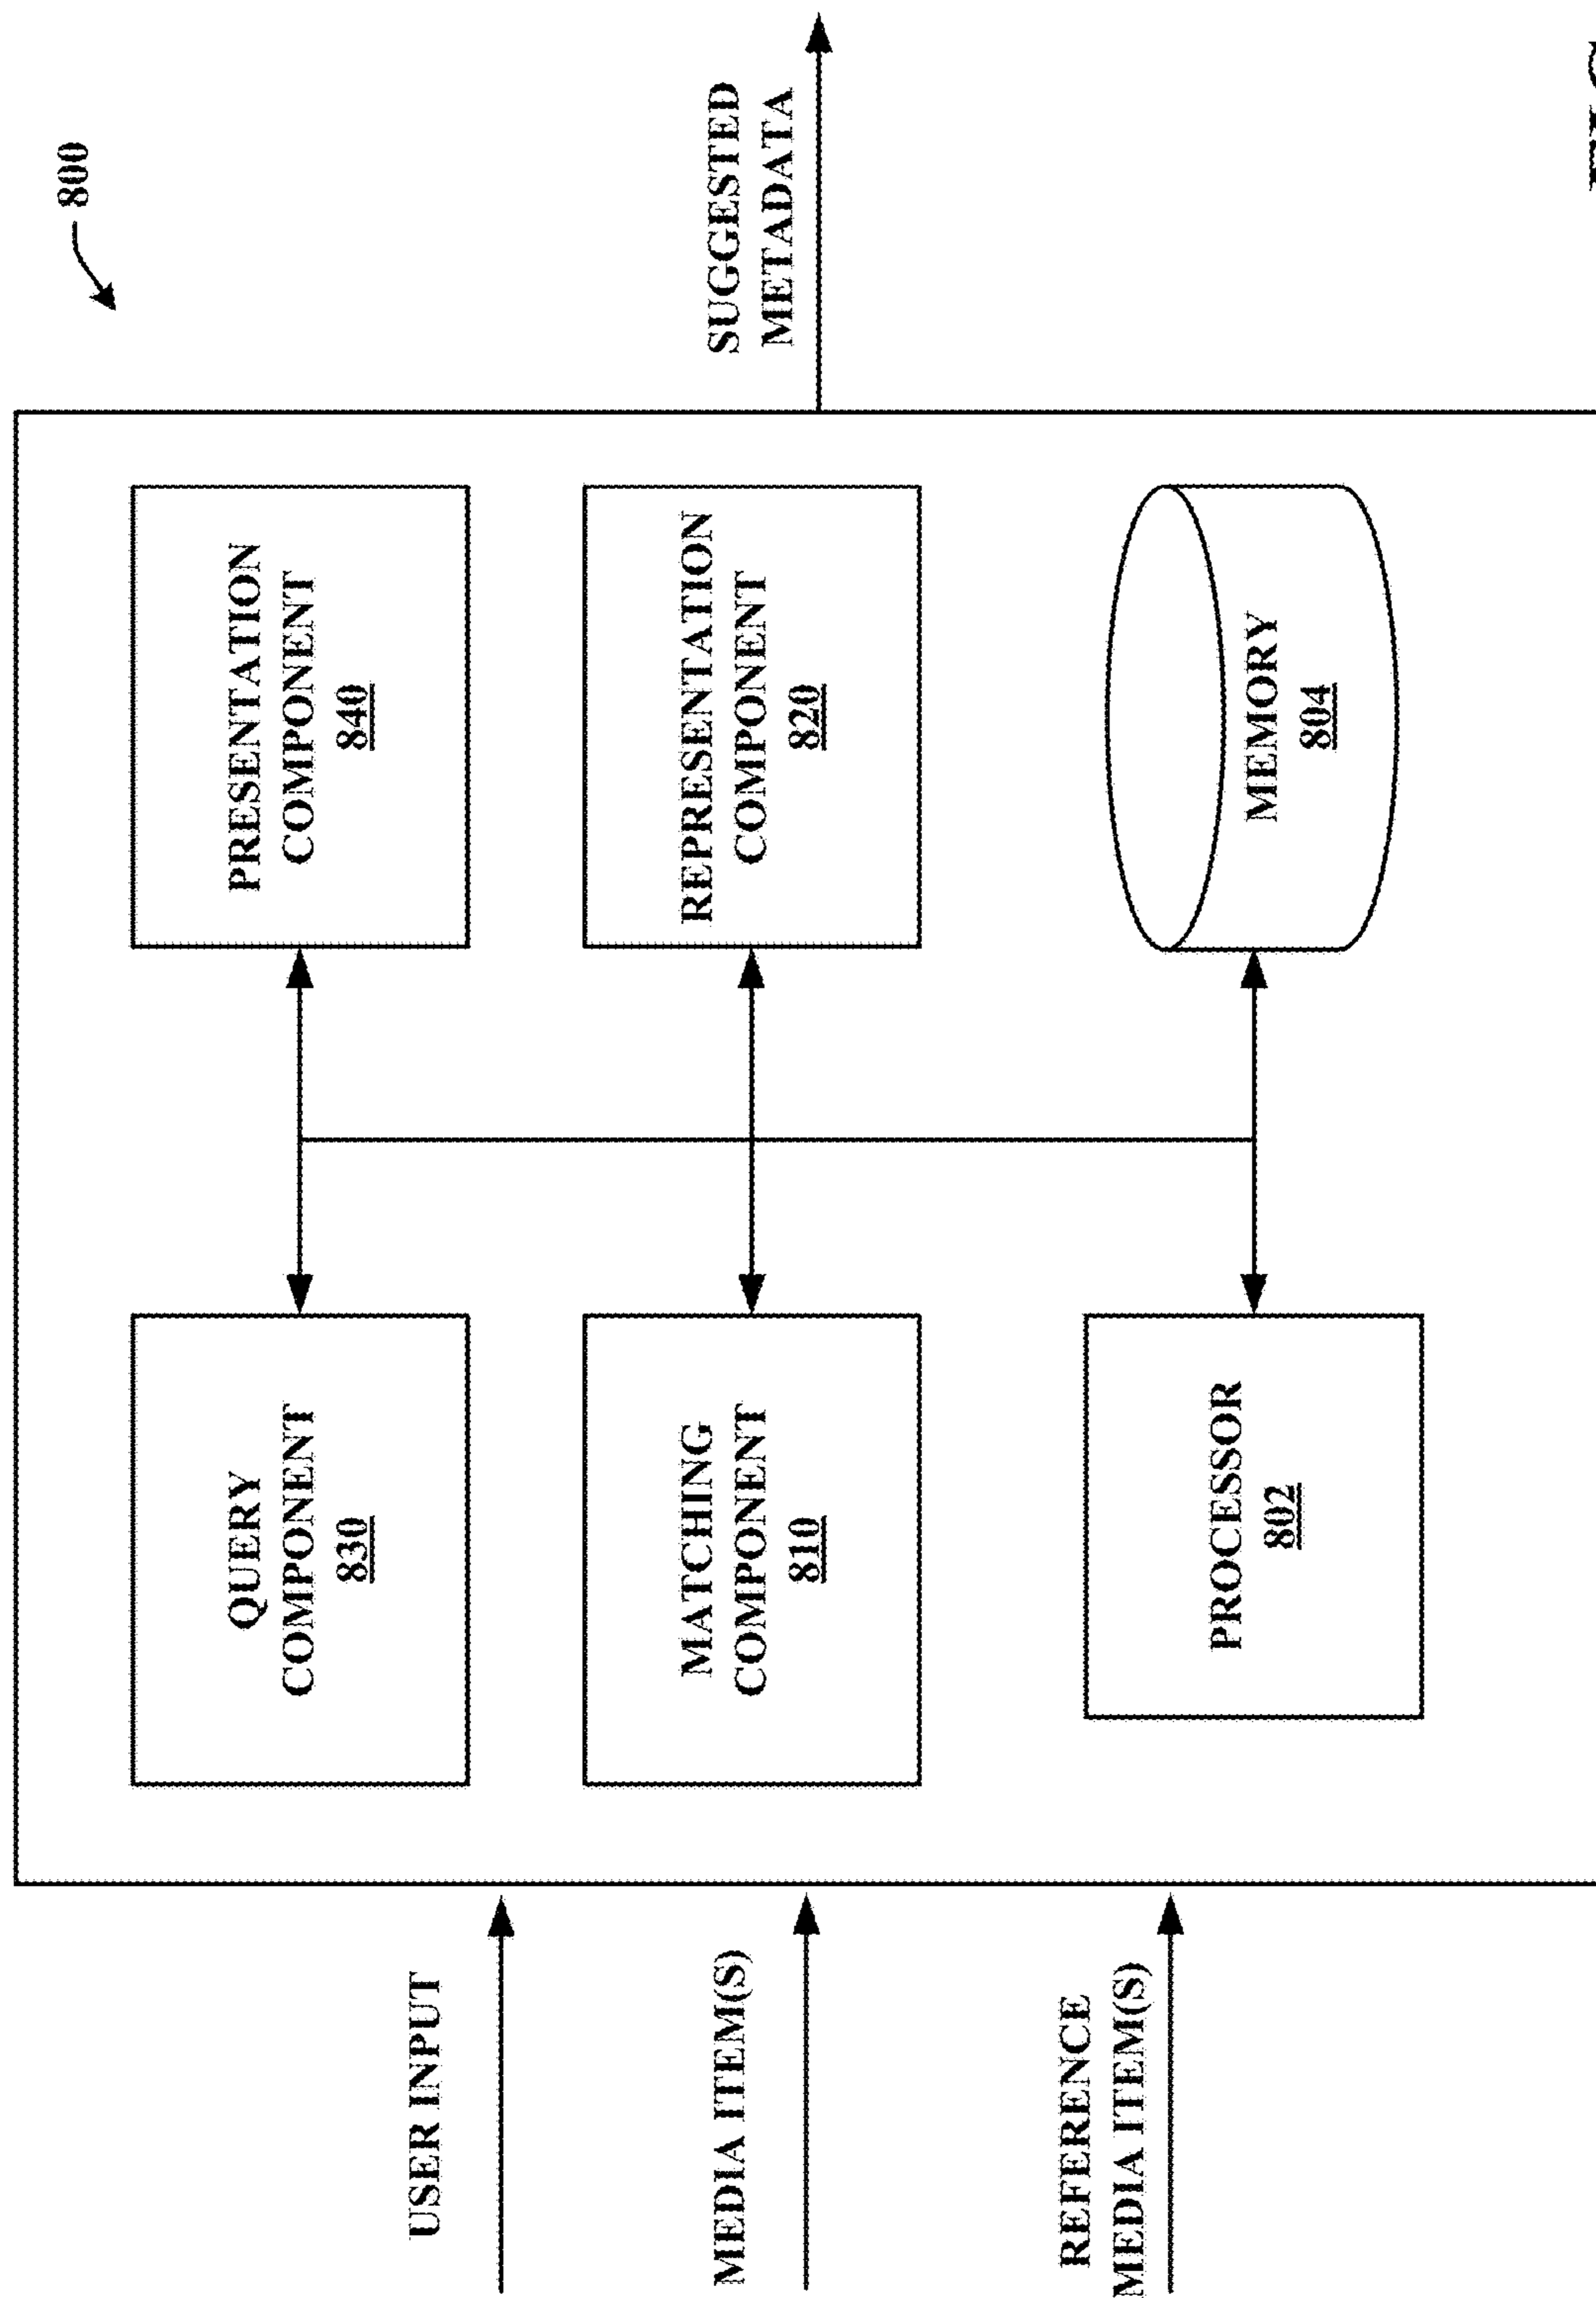 800
QUERY
COMPONENT
830
PRESENTATION
COMPONENT
840
USER INPUT
MATCHING
COMPONENT
810
REPRESENTATION
COMPONENT
820
MEDIA ITEM(S)
SUGGESTED
METADATA
REFERENCE
MEDIA ITEM(S)
PROCESSOR
802
MEMORY
804